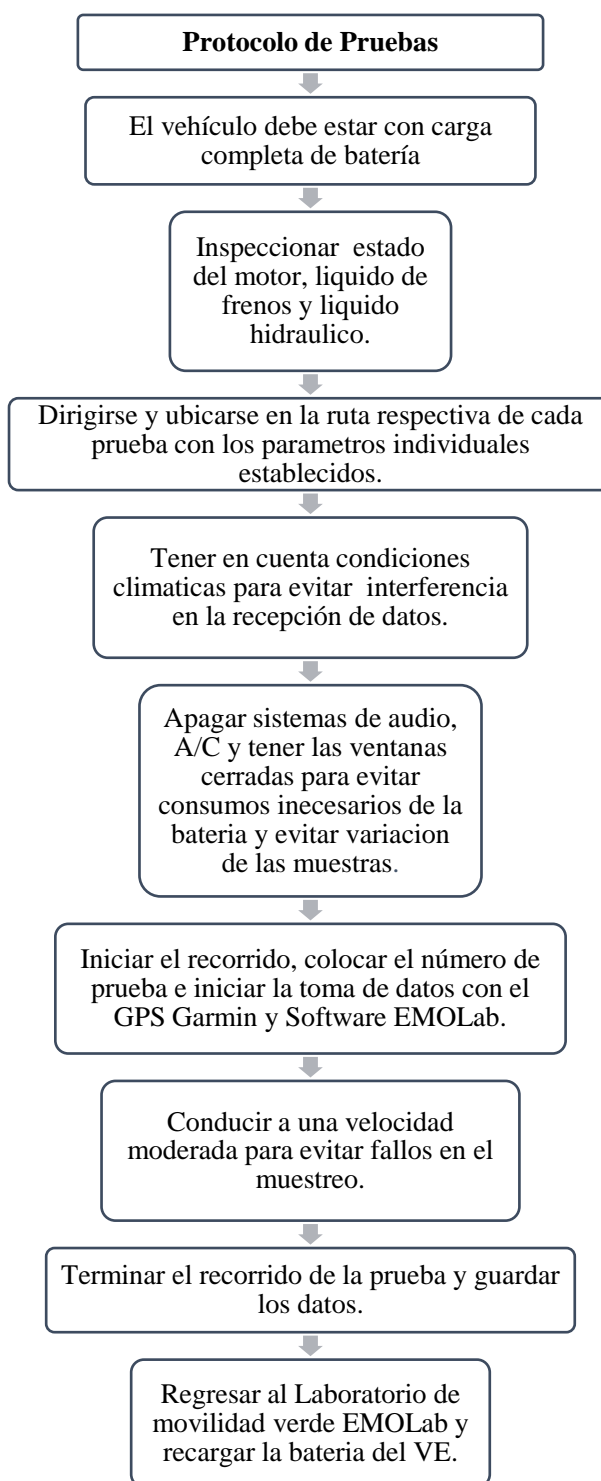 Protocolo de Pruebas
El vehículo debe estar con carga
completa de batería
Inspeccionar estado
del motor, liquido de
frenos y liquido
hidraulico.
Dirigirse y ubicarse en la ruta respectiva de cada
prueba con los parametros individuales
establecidos.
Tener en cuenta condiciones
climaticas para evitar interferencia
en la recepción de datos.
Apagar sistemas de audio,
A/C y tener las ventanas
cerradas para evitar
consumos inecesarios de la
bateria y evitar variacion
de las muestras.
Iniciar el recorrido, colocar el número de
prueba e iniciar la toma de datos con el
GPS Garmin y Software EMOLab.
Conducir a una velocidad
moderada para evitar fallos en el
muestreo.
Terminar el recorrido de la prueba y guardar
los datos.
Regresar al Laboratorio de
movilidad verde EMOLab y
recargar la bateria del VE.